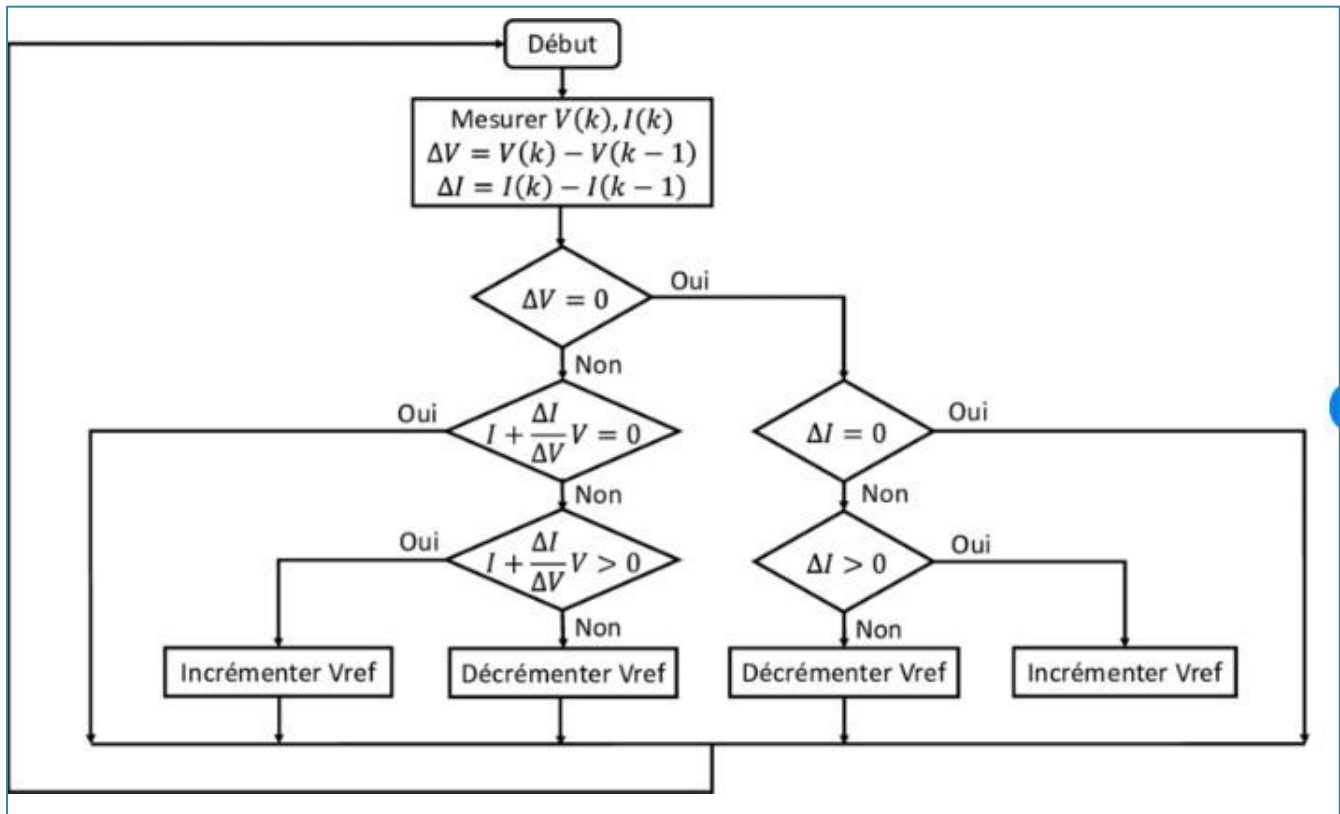 Début
Mesurer V(k), I(k)
ΔV = V(k) − V(k − 1)
ΔI = I(k) − I(k − 1)
ΔV = 0
Oui
Non
Oui
I + ΔI/ΔV V = 0
ΔI = 0
Oui
Non
Non
Oui
I + ΔI/ΔV V > 0
ΔI > 0
Oui
Non
Non
Incrémenter Vref
Décrémenter Vref
Décrémenter Vref
Incrémenter Vref